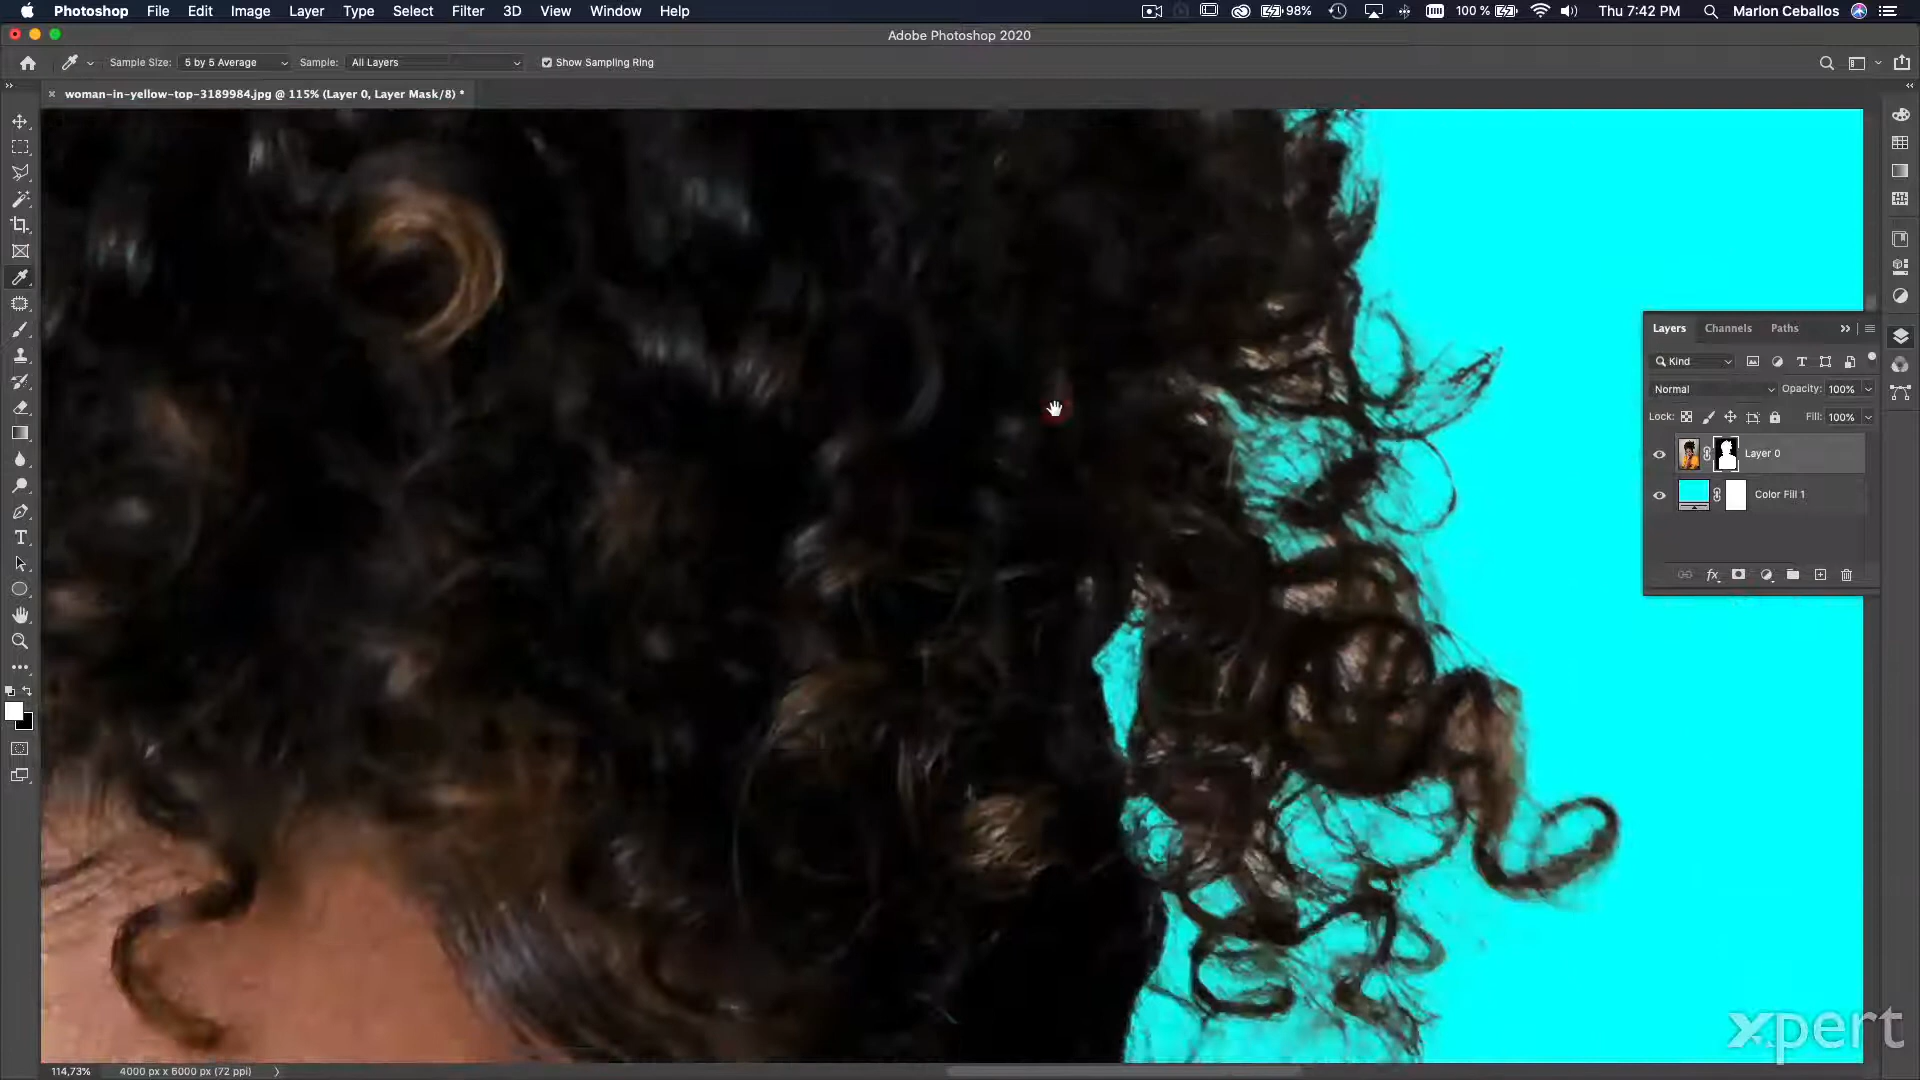 Photoshop File Edit Image Layer Type Select Filter 3D View Window Help 98% 100 % Thu 7:42 PM Marlon Ceballos
Adobe Photoshop 2020
Sample Size: 5 by 5 Average Sample: All Layers Show Sampling Ring
woman-in-yellow-top-3189984.jpg @ 115% (Layer 0, Layer Mask/8) *
Layers Channels Paths
Kind
Normal Opacity: 100%
Lock: Fill: 100%
Layer 0
Color Fill 1
fx
xpert
114,73% 4000 px x 6000 px (72 ppi)